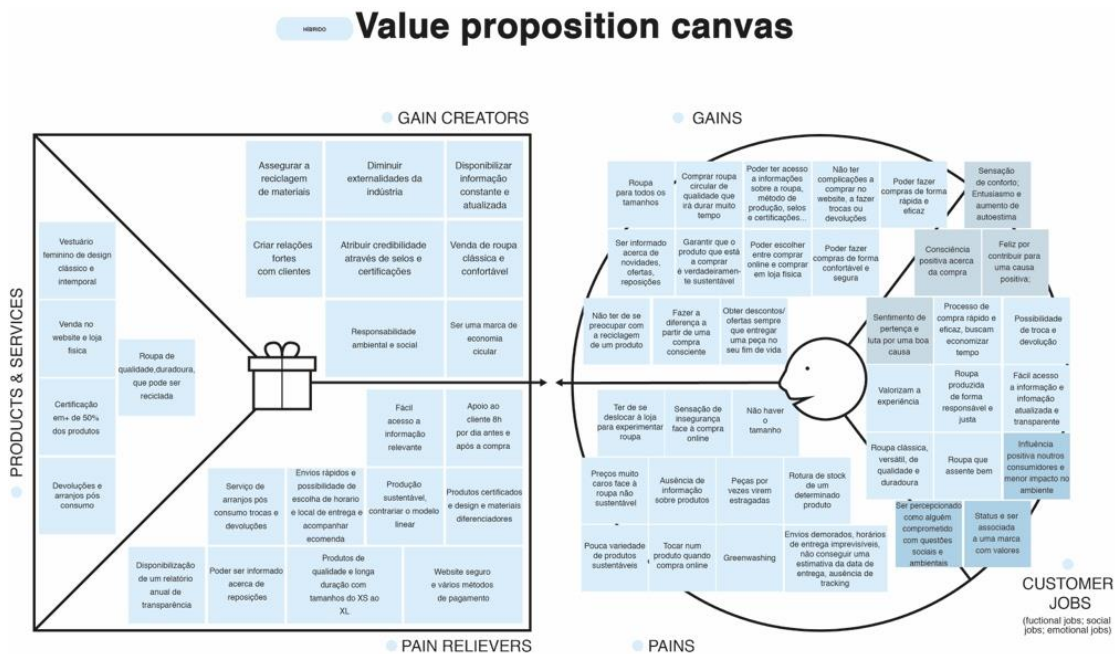 HÍBRIDO
Value proposition canvas
GAIN CREATORS
Assegurar a
reciclagem
de materiais
Diminuir
externalidades da
indústria
Disponibilizar
informação
constante e
atualizada
Criar relações
fortes
com clientes
Atribuir credibilidade
através de selos e
certificações
Venda de roupa
clássica e
confortável
Responsabilidade
ambiental e social
Ser uma marca de
economia
cicular
PRODUCTS & SERVICES
Vestuário
feminino de design
clássico e
intemporal
Venda no
website e loja
física
Roupa de
qualidade,duradoura,
que pode ser
reciclada
Certificação
em+ de 50%
dos produtos
Devoluções e
arranjos pós
consumo
Fácil
acesso a
informação
relevante
Apoio ao
cliente 8h
por dia antes e
após a compra
Serviço de
arranjos pós
consumo trocas e
devoluções
Envios rápidos e
possibilidade de
escolha de horario
e local de entrega e
acompanhar
ecomenda
Produção
sustentável,
contrariar o modelo
linear
Produtos certificados
e design e materiais
diferenciadores
Disponibilização
de um relatório
anual de
transparência
Poder ser informado
acerca de
reposições
Produtos de
qualidade e longa
duração com
tamanhos do XS ao
XL.
Website seguro
e vários métodos
de pagamento
PAIN RELIEVERS
GAINS
Roupa
para todos os
tamanhos
Comprar roupa
circular de
qualidade que
irá durar muito
tempo
Poder ter acesso
a informações
sobre a roupa,
método de
produção, selos
e certificações...
Não ter
complicações a
comprar no
website, a fazer
trocas ou
devoluções
Poder fazer
compras de forma
rápida e
eficaz
Sensação
de conforto;
Entusiasmo e
aumento de
autoestima
Ser informado
acerca de
novidades,
ofertas,
reposições
Garantir que o
produto que está
a comprar
é verdadeiramen-
te sustentável
Poder escolher
entre comprar
online e comprar
em loja física
Poder fazer
compras de forma
confortável e
segura
Consciência
positiva acerca
da compra
Feliz por
contribuir para
uma causa
positiva;
Não ter de se
preocupar com
a reciclagem
de um produto
Fazer a
diferença a
partir de uma
compra
consciente
Obter descontos/
ofertas sempre
que entregar
uma peça no
seu fim de vida
Sentimento de
pertença e
luta por uma boa
causa
Processo de
compra rápido e
eficaz, buscam
economizar
tempo
Possibilidade
de troca e
devolução
Valorizam a
experiência
Roupa
produzida
de forma
responsável e
justa
Fácil acesso
a informação e
infomação
atualizada e
transparente
Roupa clássica,
versátil, de
qualidade e
duradoura
Roupa que
assente bem
Influência
positiva noutros
consumidores e
menor impacto no
ambiente
Ser percepcionado
como alguém
comprometido
com questões
sociais e
ambientais
Status e ser
associada
a uma marca
com valores
CUSTOMER
JOBS
(fuctional jobs; social
jobs; emotional jobs)
Ter de se
deslocar à loja
para experimentar
roupa
Sensação de
insegurança
face à compra
online
Não haver
o
tamanho
Preços muito
caros face à
roupa não
sustentável
Ausência de
informação
sobre produtos
Peças por
vezes virem
estragadas
Rotura de stock
de um
determinado
produto
Pouca variedade
de produtos
sustentáveis
Tocar num
produto quando
compra online
Greenwashing
Envios demorados, horários
de entrega imprevisíveis,
não conseguir uma
estimativa da data de
entrega, ausência de
tracking
PAINS